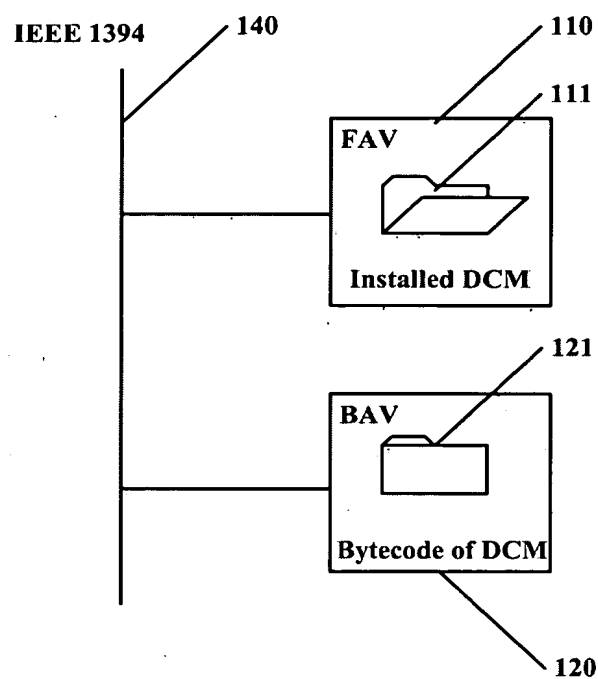 IEEE 1394
140
110
111
FAV
Installed DCM
121
BAV
Bytecode of DCM
120